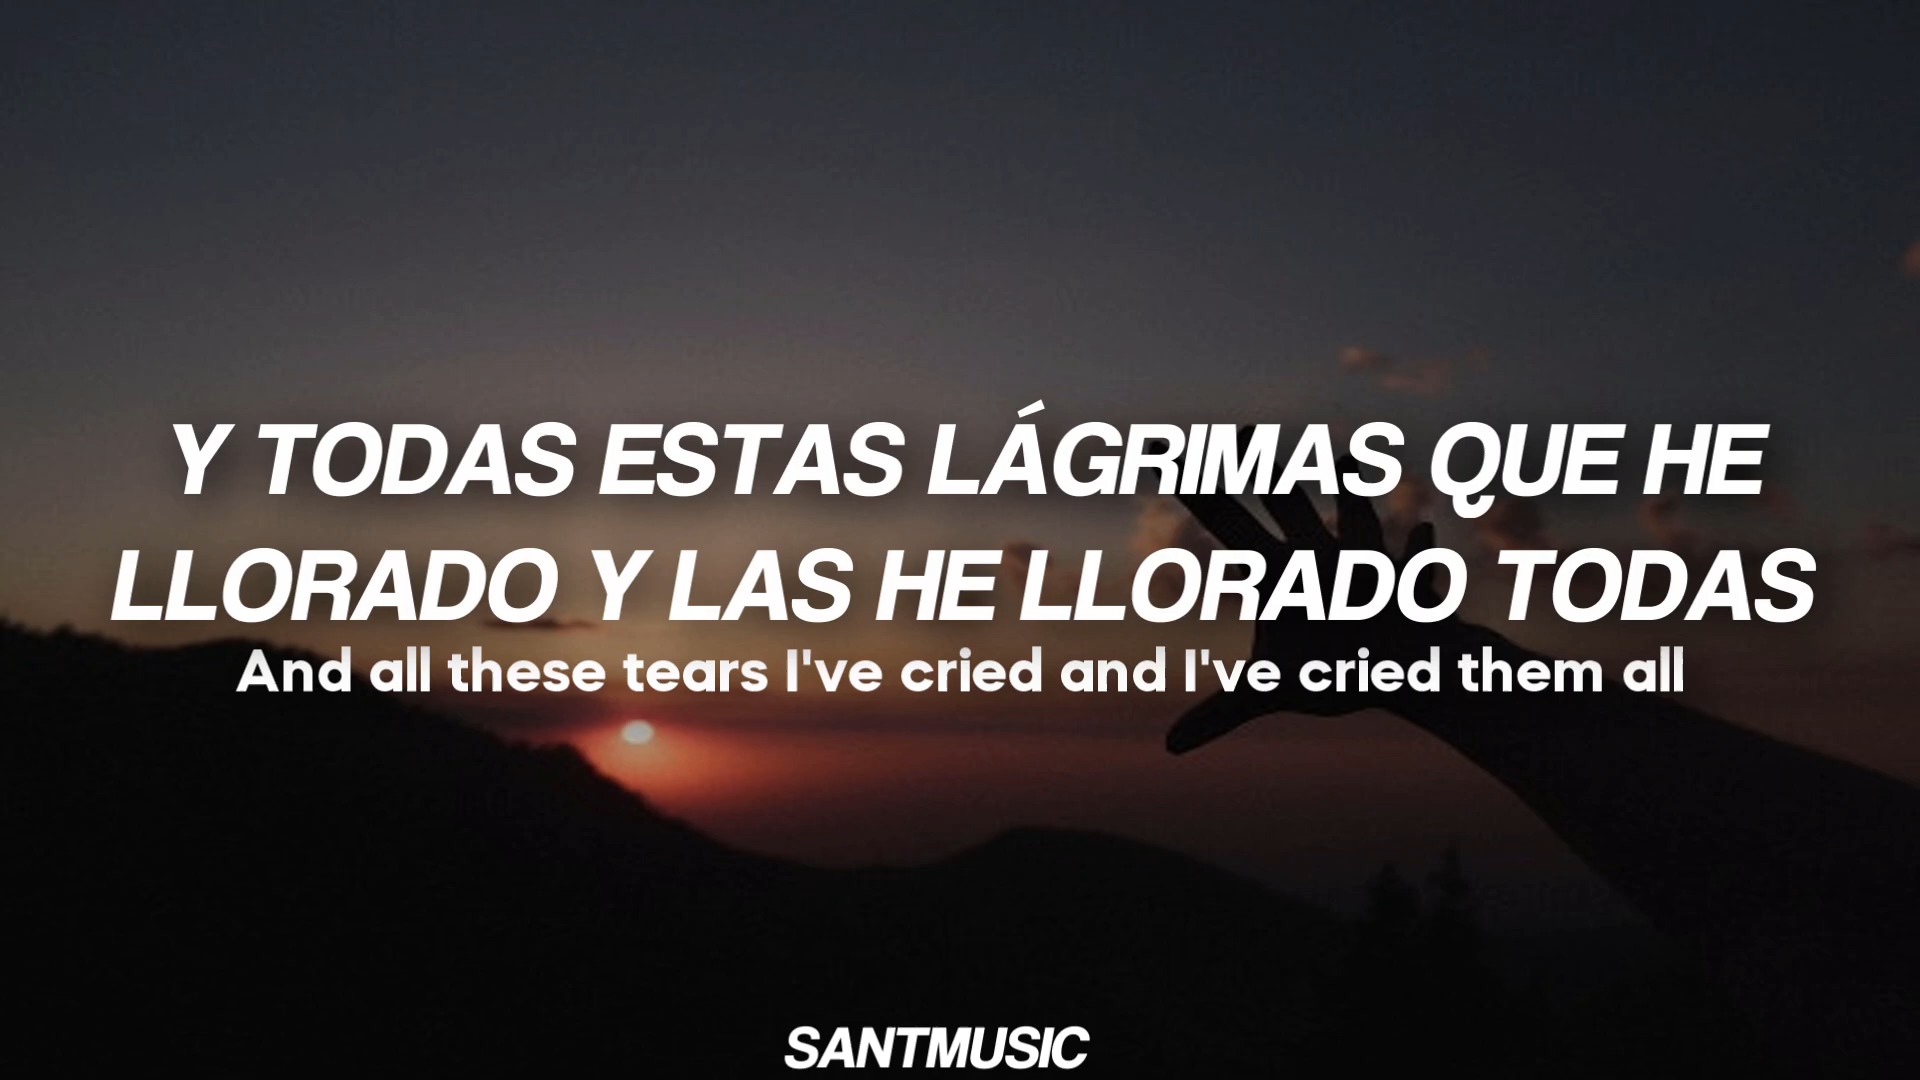 Y TODAS ESTAS LÁGRIMAS QUE HE
LLORADO Y LAS HE LLORADO TODAS
And all these tears I've cried and I've cried them all
SANTMUSIC